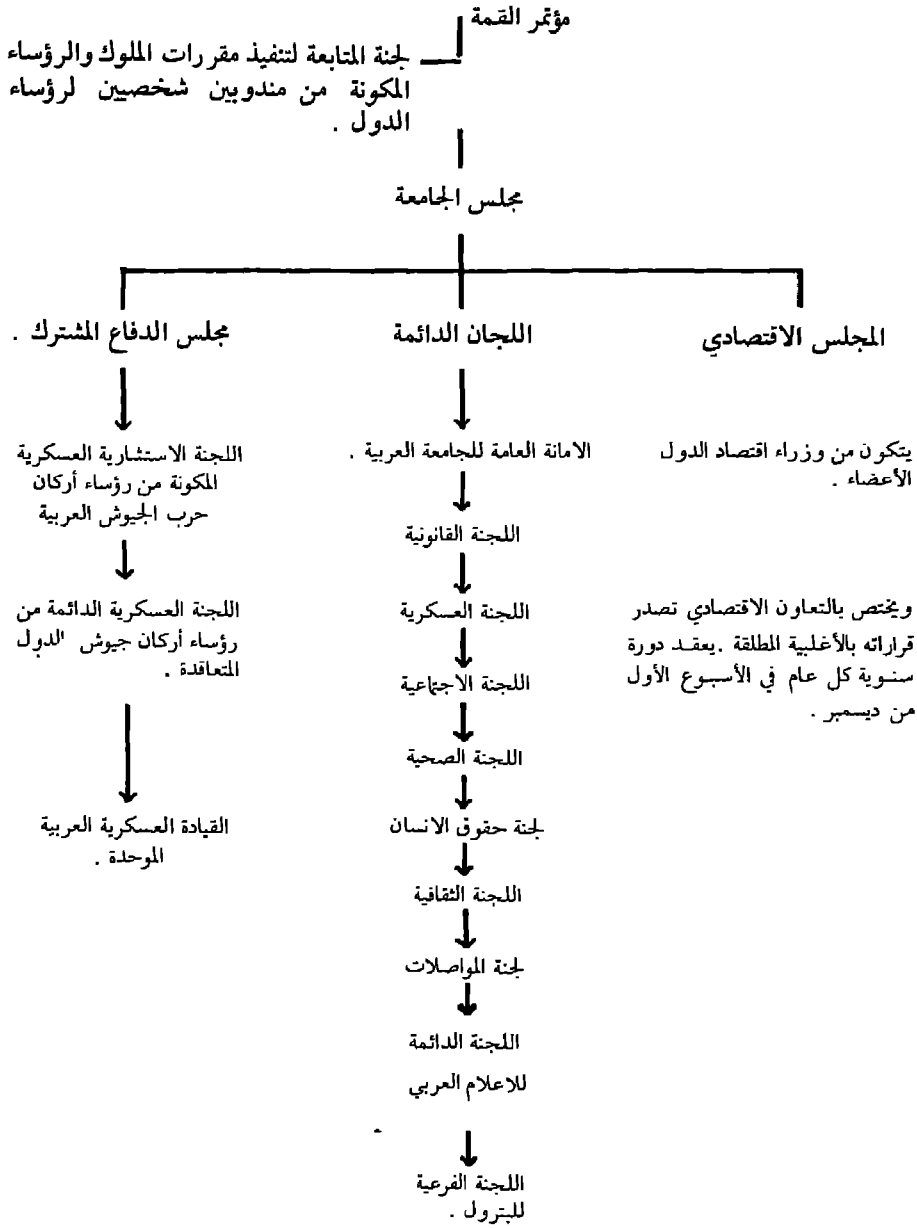 مؤتمر القمة
لجنة المتابعة لتنفيذ مقررات الملوك والرؤساء
المكونة من مندوبين شخصيين لرؤساء
الدول .
مجلس الجامعة
المجلس الاقتصادي
يتكون من وزراء اقتصاد الدول
الأعضاء .
ويختص بالتعاون الاقتصادي تصدر
قراراته بالأغلبية المطلقة . يعقد دورة
سنوية كل عام في الأسبوع الأول
من ديسمبر .
اللجان الدائمة
الامانة العامة للجامعة العربية .
اللجنة القانونية
اللجنة العسكرية
اللجنة الاجتماعية
اللجنة الصحية
لجنة حقوق الانسان
اللجنة الثقافية
لجنة المواصلات
اللجنة الدائمة
للاعلام العربي
اللجنة الفرعية
للبترول .
مجلس الدفاع المشترك .
اللجنة الاستشارية العسكرية
المكونة من رؤساء أركان
حرب الجيوش العربية
اللجنة العسكرية الدائمة من
رؤساء أركان جيوش الدول
المتعاقدة .
القيادة العسكرية العربية
الموحدة .